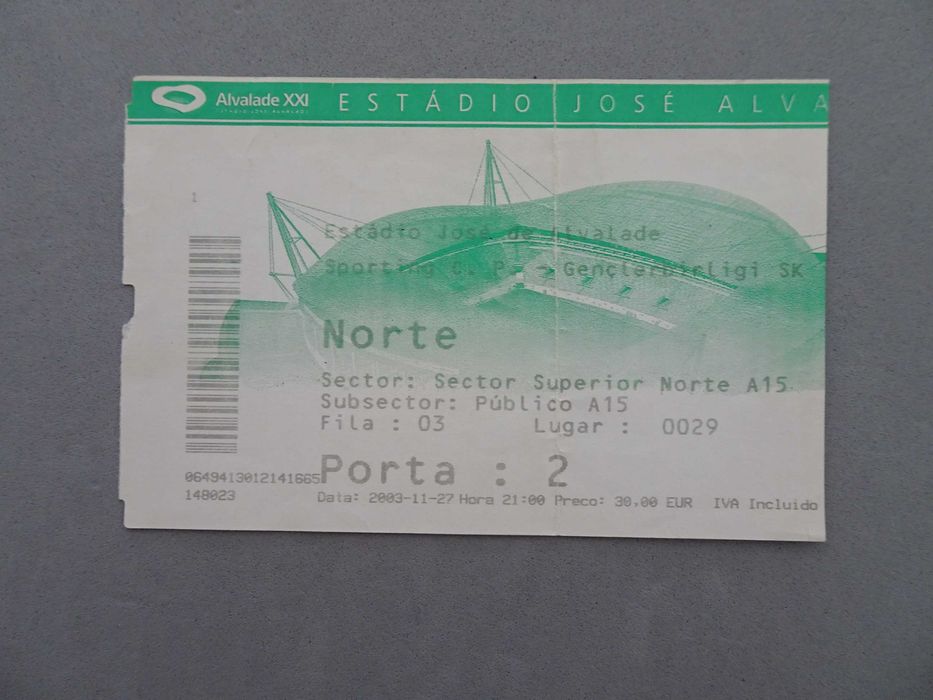 Alvalade XXI ESTÁDIO JOSÉ ALVA
1
Estádio José de Alvalade
Sporting C. P. - Gençlerbirligi SK
Norte
Sector: Sector Superior Norte A15
Subsector: Público A15
Fila : 03 Lugar : 0029
0649413012141665 Porta : 2
148023 Data: 2003-11-27 Hora 21:00 Preco: 30,00 EUR IVA Incluido